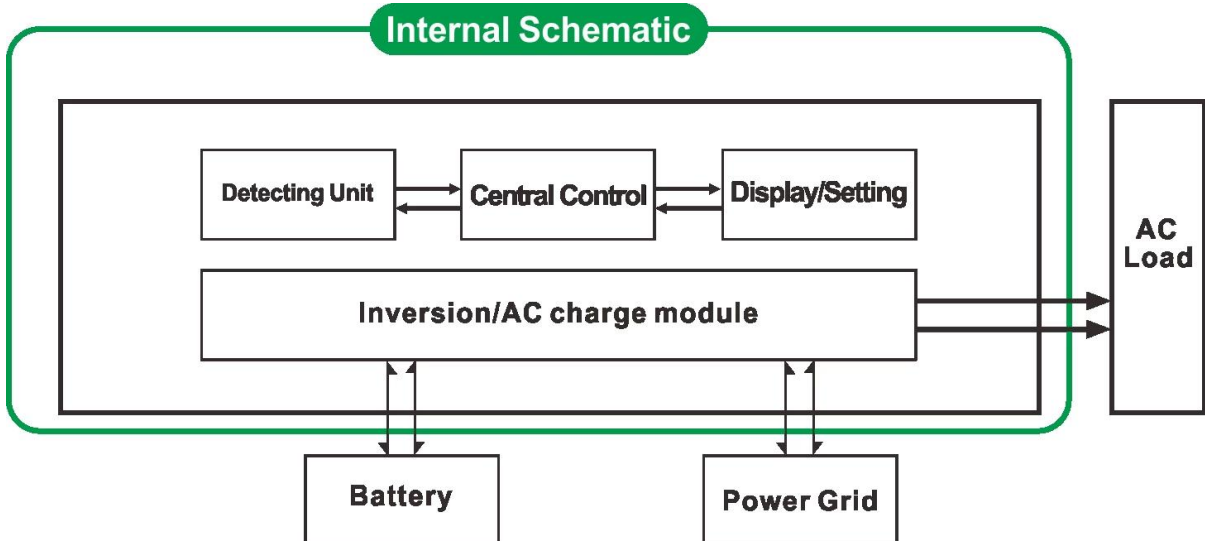 Internal Schematic
Detecting Unit
Central Control
Display/Setting
AC
Load
Inversion/AC charge module
Battery
Power Grid